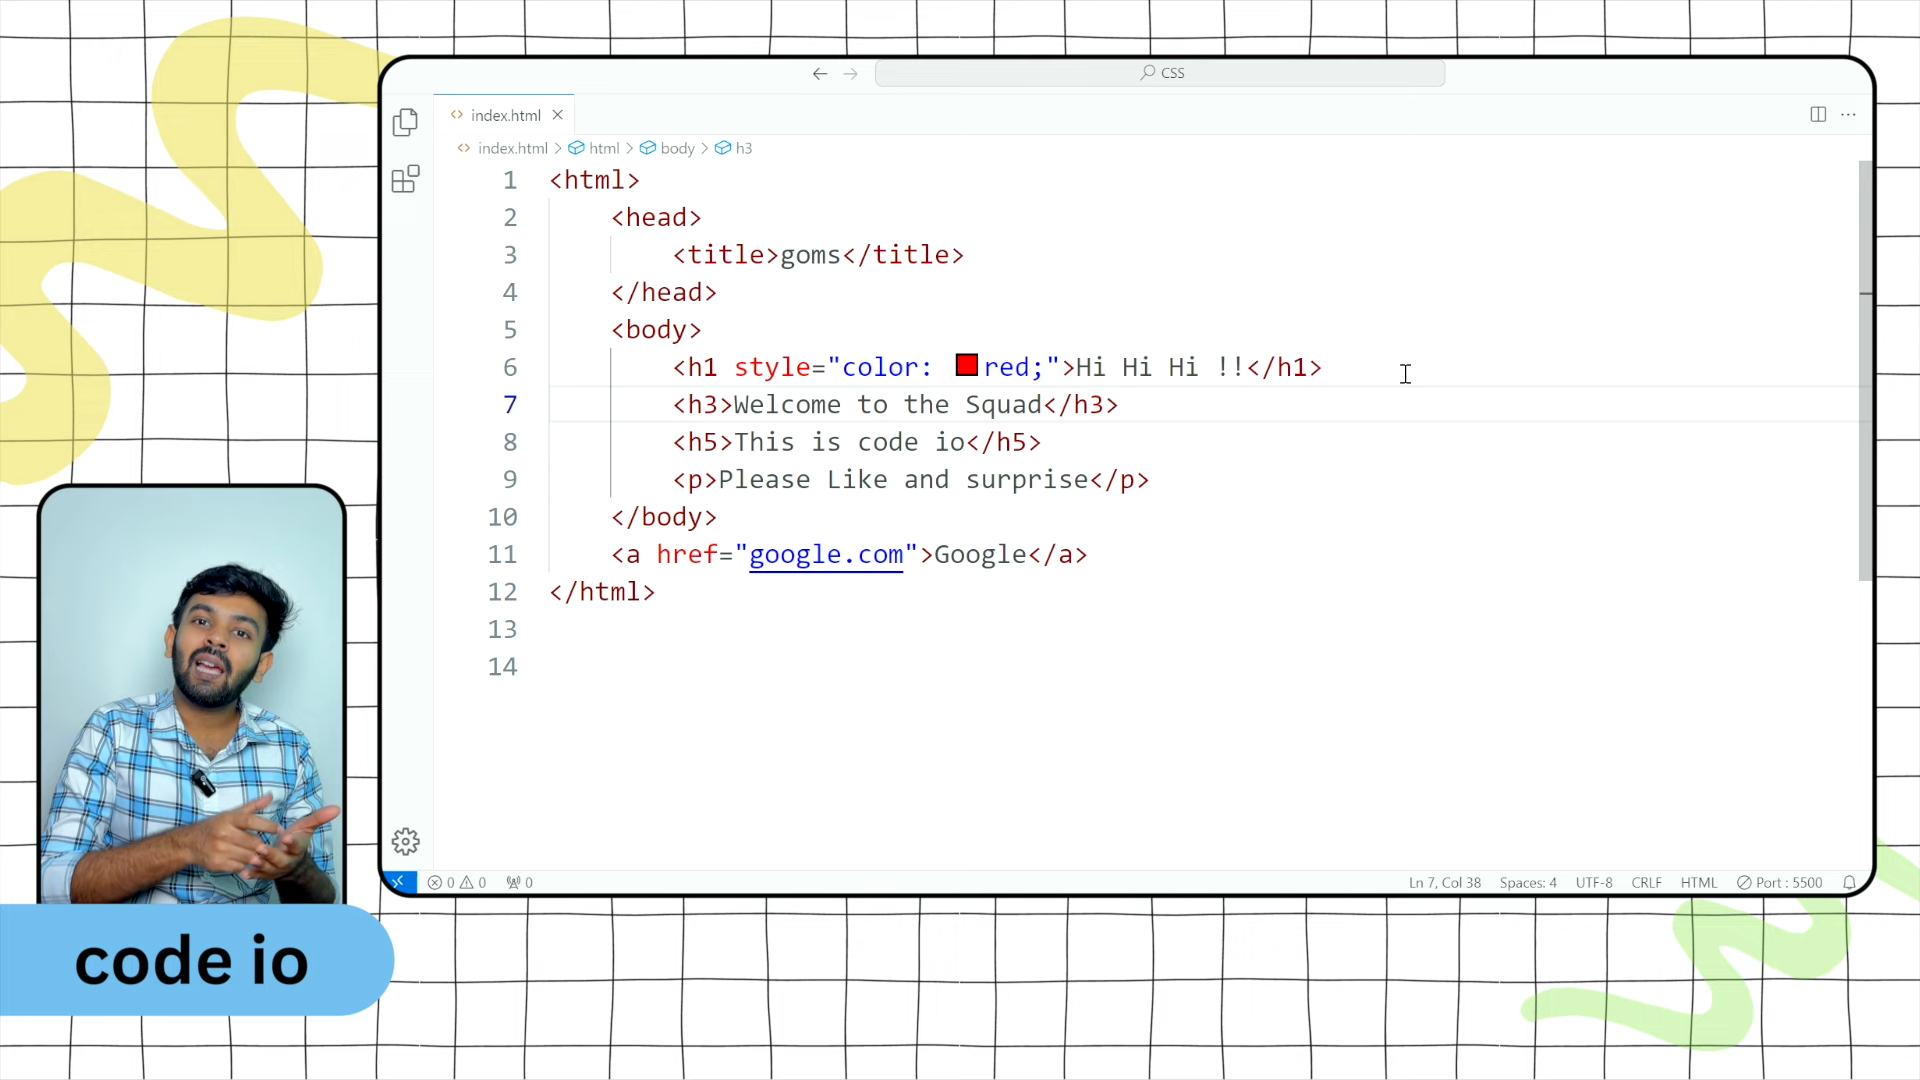 CSS
index.html
index.html > html > body > h3
1 <html>
2 <head>
3 <title>goms</title>
4 </head>
5 <body>
6 <h1 style="color: red;">Hi Hi Hi !!</h1>
7 <h3>Welcome to the Squad</h3>
8 <h5>This is code io</h5>
9 <p>Please Like and surprise</p>
10 </body>
11 <a href="google.com">Google</a>
12 </html>
13
14
0 0 0 Ln 7, Col 38 Spaces: 4 UTF-8 CRLF HTML Port : 5500
code io